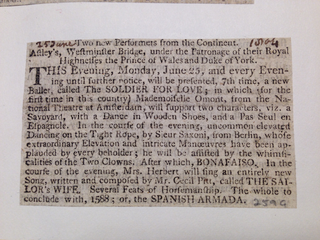 25 June Two new Performers from the Continent. 1804
Astley's, Westminster Bridge, under the Patronage of their Royal
Highnesses the Prince of Wales and Duke of York.
THIS Evening, Monday, June 25, and every Even-
ing until further notice, will be presented, 7th time, a new
Ballet, called The SOLDIER FOR LOVE; in which (for the
first time in this country) Mademoiselle Omont, from the Na-
tional Theatre at Amsterdam, will support two characters, viz. a
Savoyard, with a Dance in Wooden Shoes, and a Pas Seul en
Espagnole. In the course of the evening, uncommon elevated
Dancing on the Tight Rope, by Sieur Saxoni, from Berlin, whose
extraordinary Elevation and intricate Manœuvres have been ap-
plauded by every beholder; he will be assisted by the whimsi-
calities of the Two Clowns. After which, BONAFAISO. In the
course of the evening, Mrs. Herbert will sing an entirely new
Song, written and composed by Mr. Cecil Pitt, called THE SAI-
LOR's WIFE. Several Feats of Horsemanship. The whole to
conclude with, 1588; or, the SPANISH ARMADA.